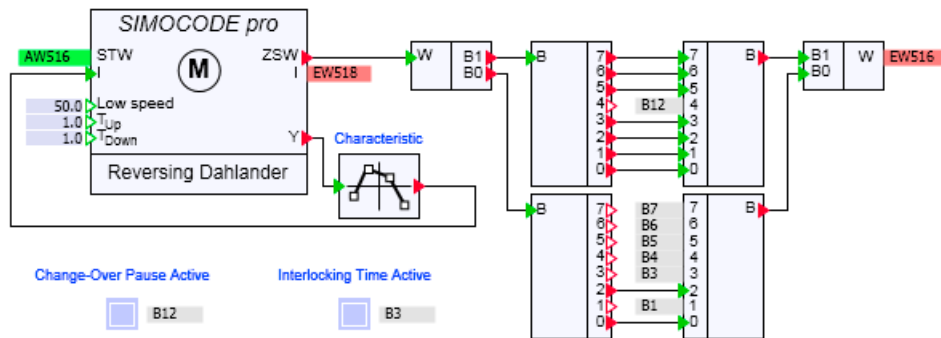 SIMOCODE pro
AW516 STW ZSW W B1 B 7 7 B B1 W EW516
I M I EW518 B0 6 6 B0
5 5
50.0 Low speed 4 B12 4
1.0 TUp 3 3
1.0 TDown Y Characteristic 2 2
1 1
Reversing Dahlander 0 0
B 7 B7 7 B
6 B6 6
5 B5 5
4 B4 4
Change-Over Pause Active Interlocking Time Active 3 B3 3
2 2
B12 B3 1 B1 1
0 0